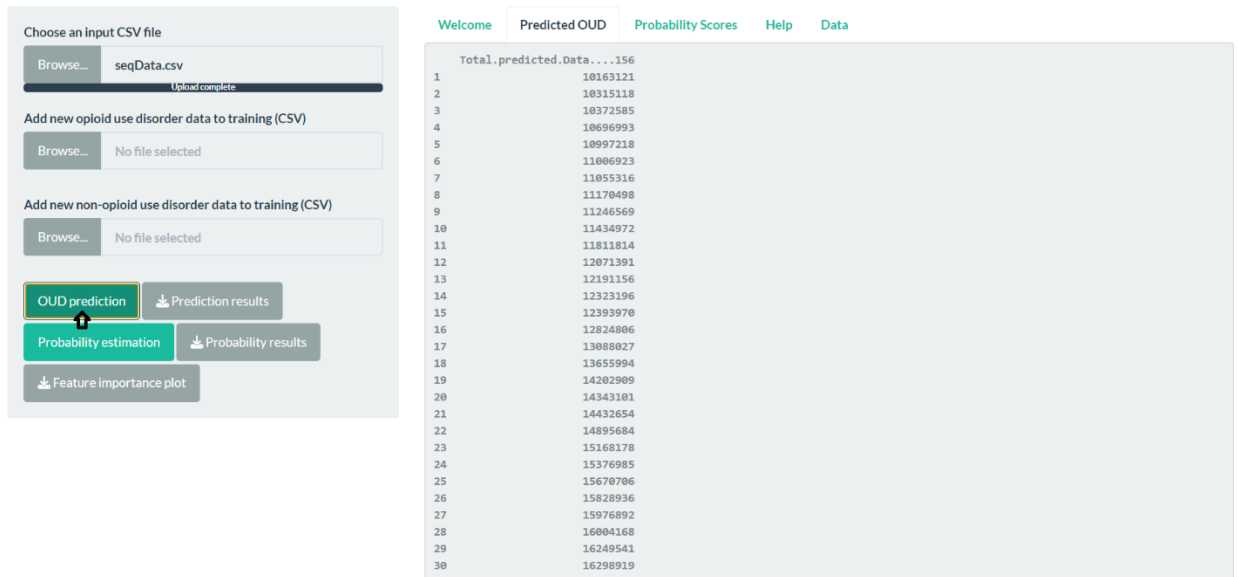 Choose an input CSV file
Browse... seqData.csv
Upload complete
Add new opioid use disorder data to training (CSV)
Browse... No file selected
Add new non-opioid use disorder data to training (CSV)
Browse... No file selected
OUD prediction Prediction results
Probability estimation Probability results
Feature importance plot
Welcome Predicted OUD Probability Scores Help Data
Total.predicted.Data....156
1 10163121
2 10315118
3 10372585
4 10696993
5 10997218
6 11006923
7 11055316
8 11170498
9 11246569
10 11434972
11 11811814
12 12071391
13 12191156
14 12323196
15 12393970
16 12824806
17 13088027
18 13655994
19 14202909
20 14343101
21 14432654
22 14895684
23 15168178
24 15376985
25 15670706
26 15828936
27 15976892
28 16004168
29 16249541
30 16298919